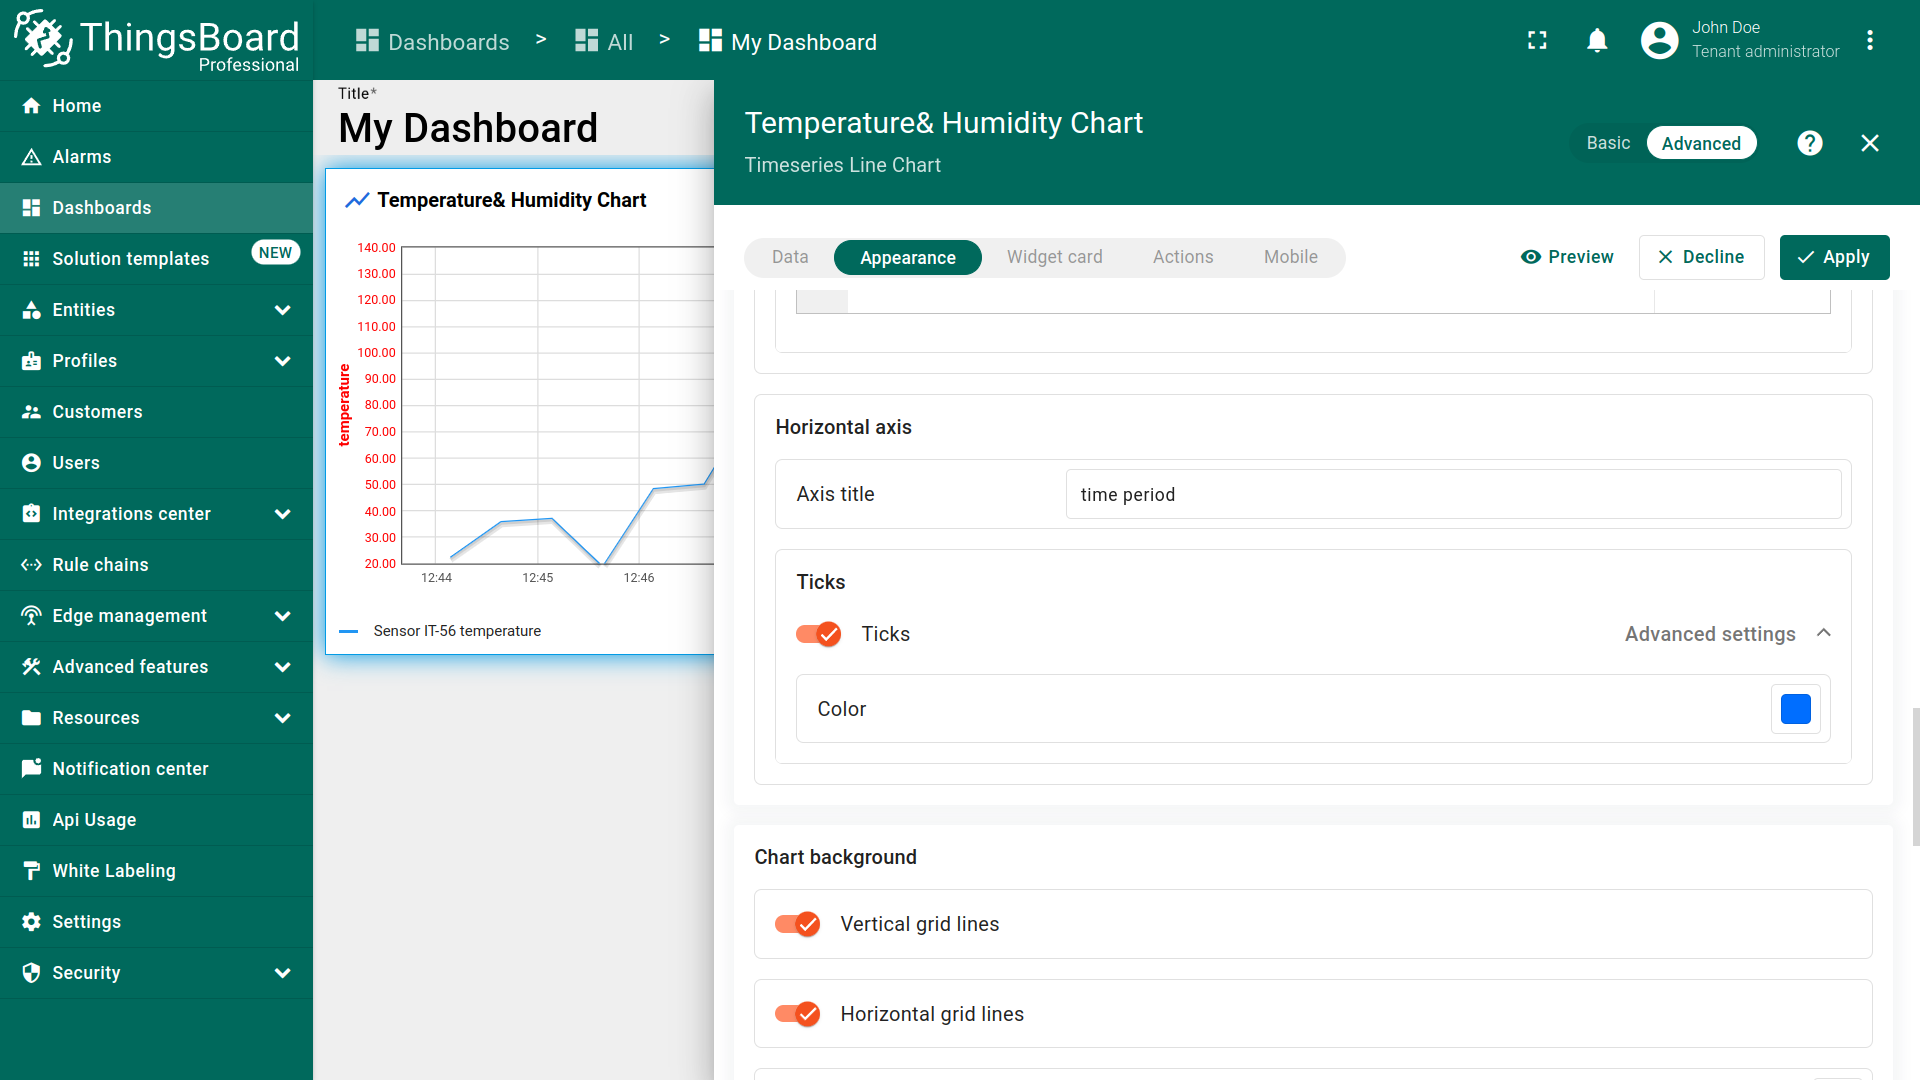 ThingsBoard
Professional
Dashboards > All > My Dashboard
John Doe
Tenant administrator
Home
Alarms
Dashboards
Solution templates NEW
Entities
Profiles
Customers
Users
Integrations center
Rule chains
Edge management
Advanced features
Resources
Notification center
Api Usage
White Labeling
Settings
Security
Title*
My Dashboard
Temperature& Humidity Chart
140.00
130.00
120.00
110.00
100.00
90.00
80.00
70.00
60.00
50.00
40.00
30.00
20.00
temperature
12:44 12:45 12:46
Sensor IT-56 temperature
Temperature& Humidity Chart
Timeseries Line Chart
Basic Advanced
Data Appearance Widget card Actions Mobile
Preview Decline Apply
Horizontal axis
Axis title time period
Ticks
Ticks Advanced settings
Color
Chart background
Vertical grid lines
Horizontal grid lines